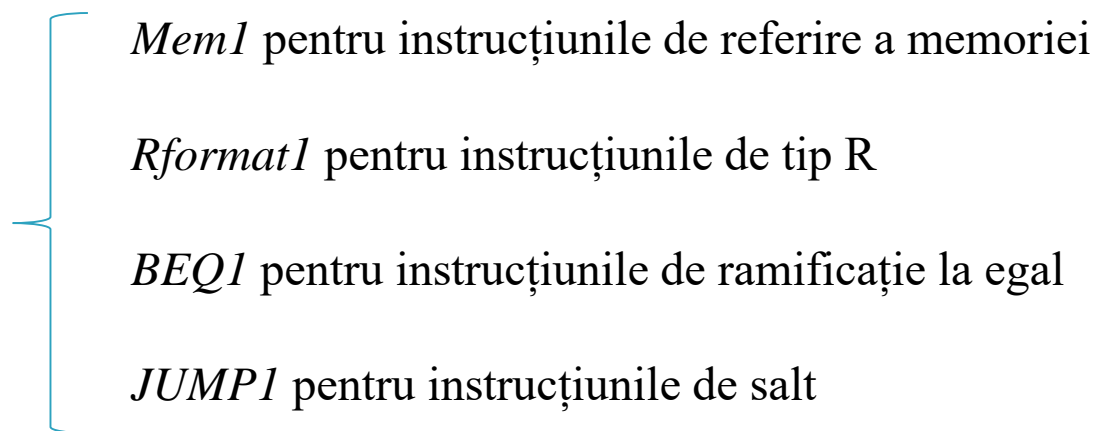 Mem1 pentru instrucțiunile de referire a memoriei
Rformat1 pentru instrucțiunile de tip R
BEQ1 pentru instrucțiunile de ramificație la egal
JUMP1 pentru instrucțiunile de salt